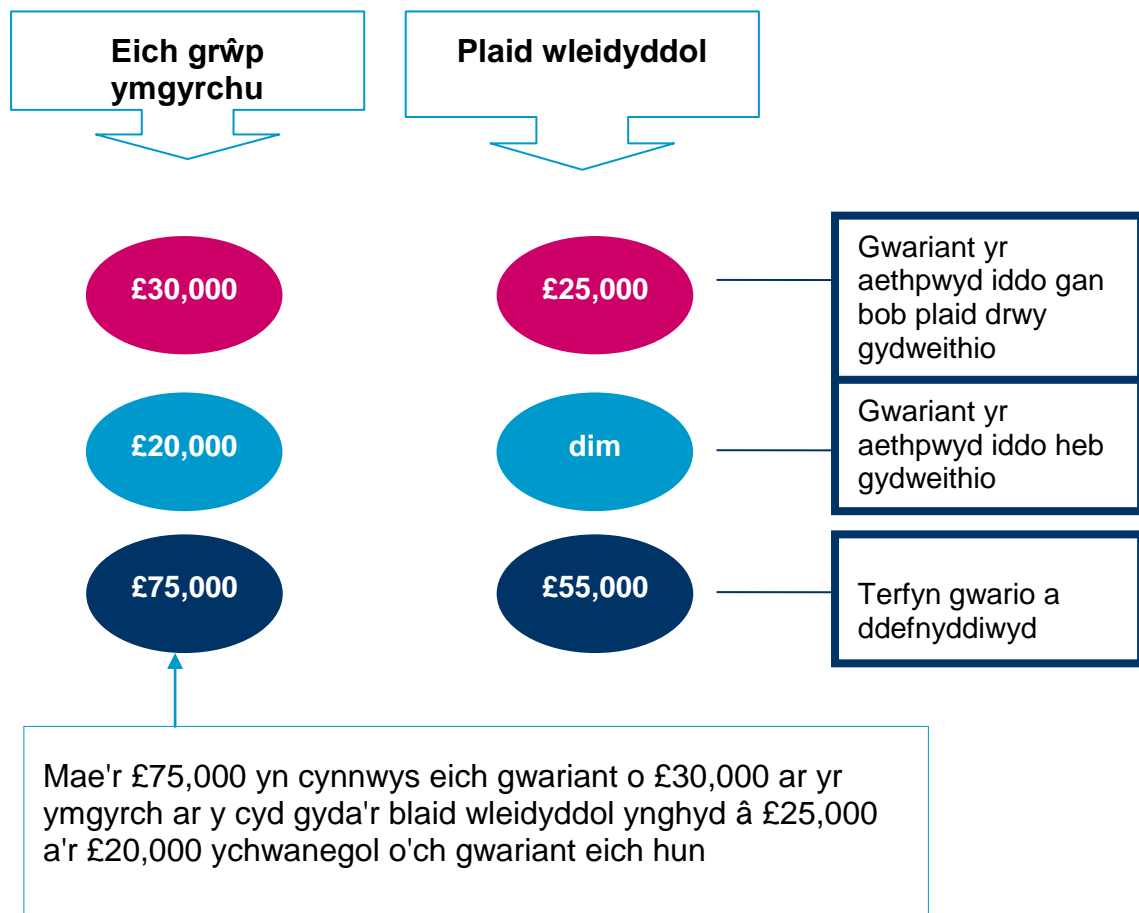 Eich grŵp
ymgyrchu
Plaid wleidyddol
£30,000
£25,000
Gwariant yr
aethpwyd iddo gan
bob plaid drwy
gydweithio
£20,000
dim
Gwariant yr
aethpwyd iddo heb
gydweithio
£75,000
£55,000
Terfyn gwario a
ddefnyddiwyd
Mae'r £75,000 yn cynnwys eich gwariant o £30,000 ar yr
ymgyrch ar y cyd gyda'r blaid wleidyddol ynghyd â £25,000
a'r £20,000 ychwanegol o'ch gwariant eich hun